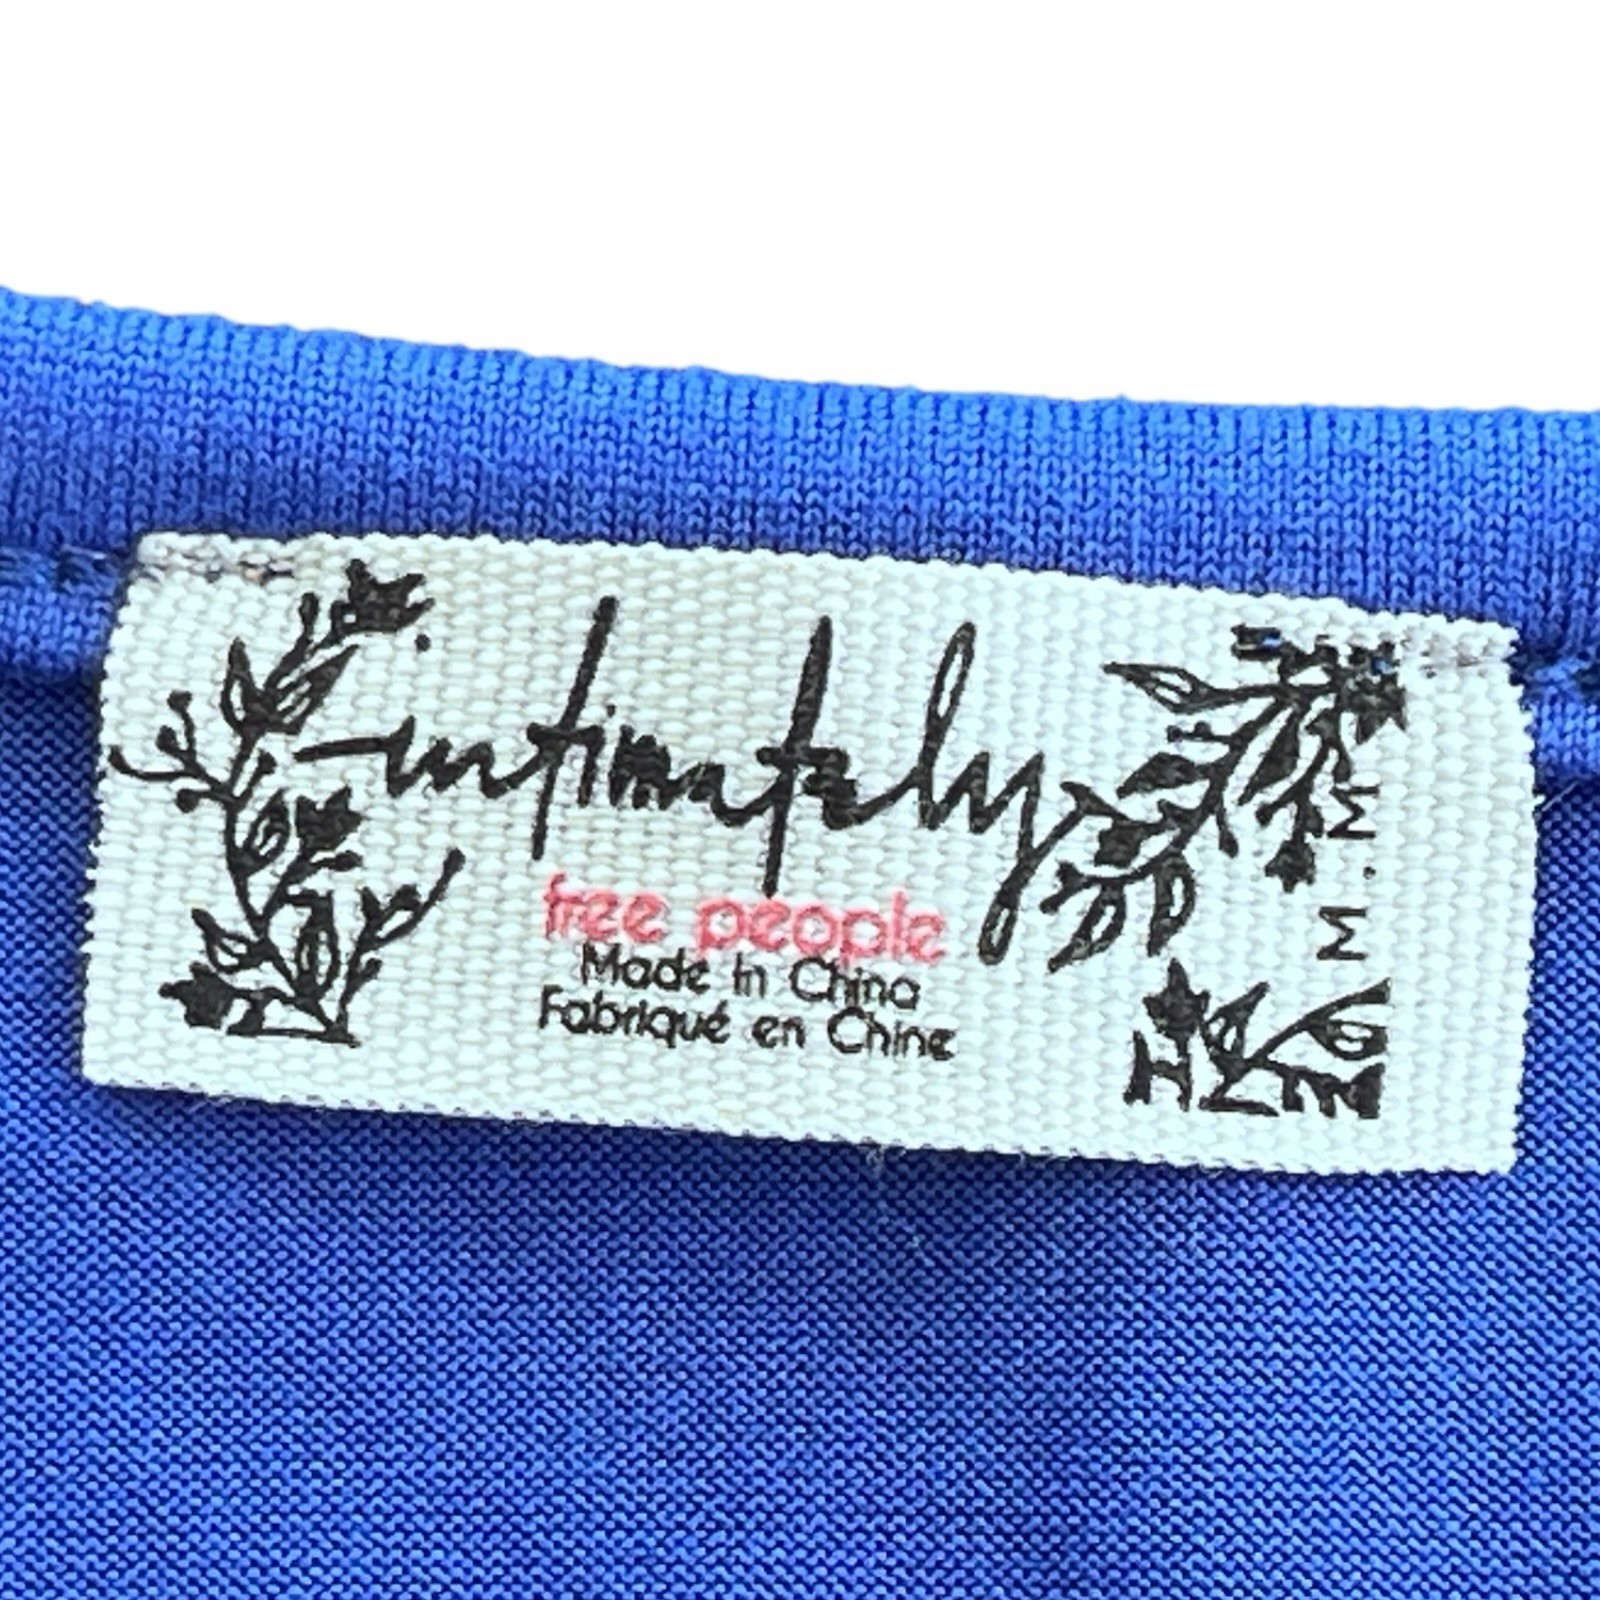 intimately
free people
Made in China
Fabriqué en Chine
M.M